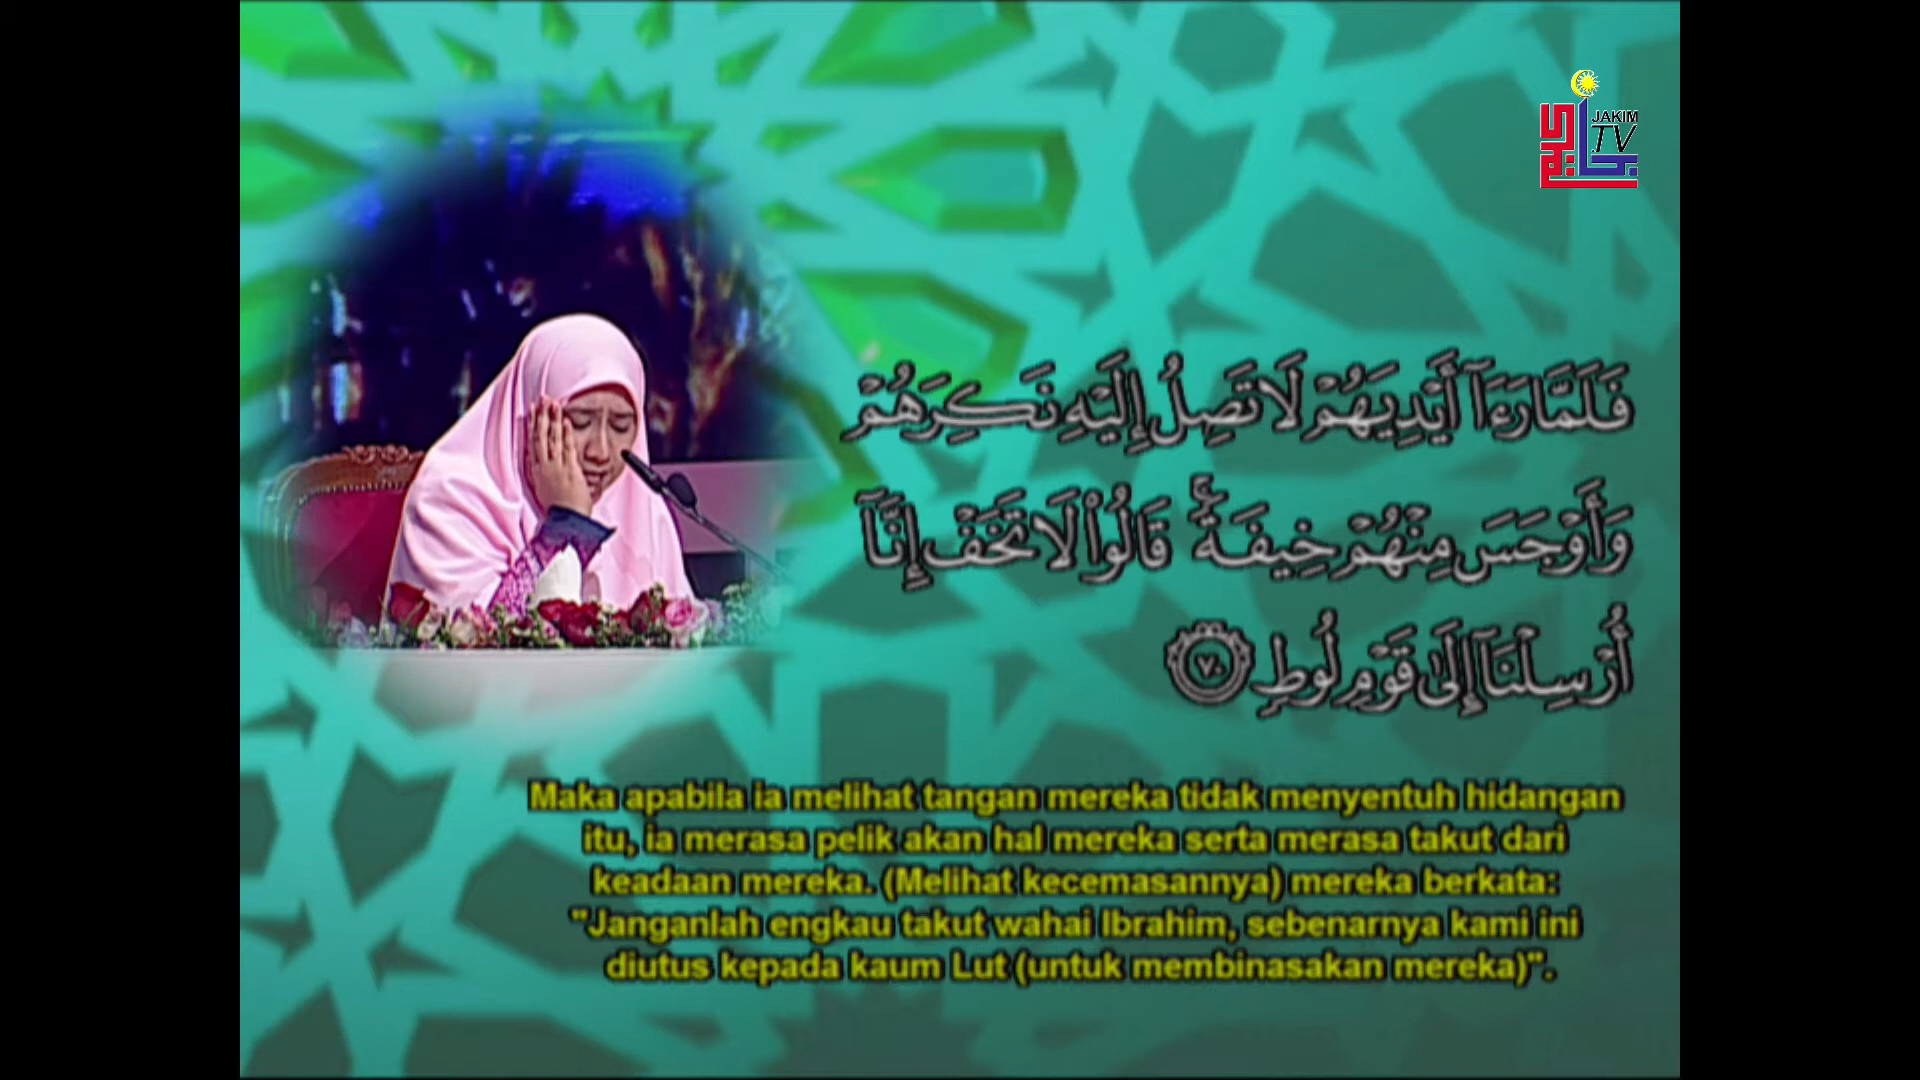 JAKIM
TV
فَلَمَّا رَءَآ أَيْدِيَهُمْ لَا تَصِلُ إِلَيْهِ نَكِرَهُمْ
وَأَوْجَسَ مِنْهُمْ خِيفَةً ۚ قَالُوا۟ لَا تَخَفْ إِنَّآ
أُرْسِلْنَآ إِلَىٰ قَوْمِ لُوطٍ ٧٠
Maka apabila ia melihat tangan mereka tidak menyentuh hidangan
itu, ia merasa pelik akan hal mereka serta merasa takut dari
keadaan mereka. (Melihat kecemasannya) mereka berkata:
"Janganlah engkau takut wahai Ibrahim, sebenarnya kami ini
diutus kepada kaum Lut (untuk membinasakan mereka)".